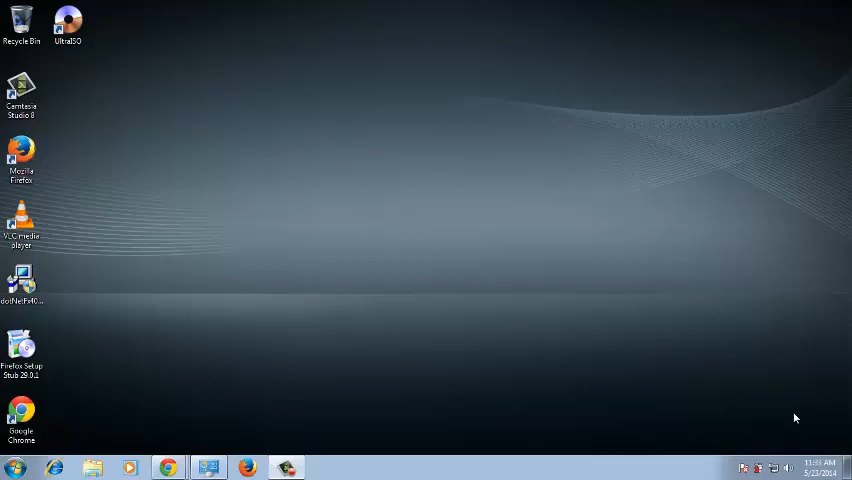 Recycle Bin
UltraISO
Camtasia
Studio 8
Mozilla
Firefox
VLC media
player
dotNetFx40...
Firefox Setup
Stub 29.0.1
Google
Chrome
11:33 AM
5/23/2014